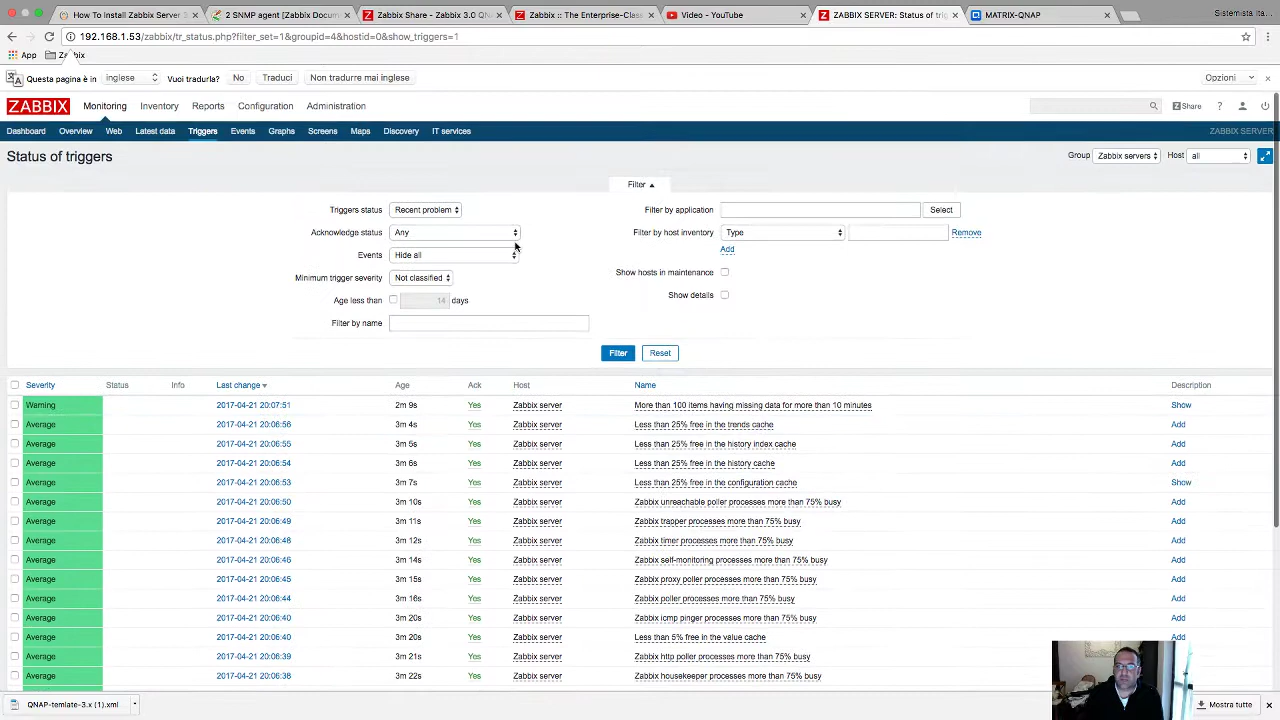 How To Install Zabbix Server 3
2 SNMP agent [Zabbix Docum
Zabbix Share - Zabbix 3.0 QN
Zabbix :: The Enterprise-Clas
Video - YouTube
ZABBIX SERVER: Status of trig
MATRIX-QNAP
Sistemista ita
192.168.1.53/zabbix/tr_status.php?filter_set=1&groupid=4&hostid=0&show_triggers=1
App
Zabbix
Questa pagina è in inglese Vuoi tradurla? No Traduci Non tradurre mai inglese Opzioni
ZABBIX Monitoring Inventory Reports Configuration Administration Share ?
Dashboard Overview Web Latest data Triggers Events Graphs Screens Maps Discovery IT services ZABBIX SERVER
Status of triggers Group Zabbix servers Host all
Filter
Triggers status Recent problem Filter by application Select
Acknowledge status Any Filter by host inventory Type Remove
Add
Events Hide all
Show hosts in maintenance
Minimum trigger severity Not classified
Show details
Age less than 14 days
Filter by name
Filter Reset
Severity Status Info Last change Age Ack Host Name Description
Warning 2017-04-21 20:07:51 2m 9s Yes Zabbix server More than 100 items having missing data for more than 10 minutes Show
Average 2017-04-21 20:06:56 3m 4s Yes Zabbix server Less than 25% free in the trends cache Add
Average 2017-04-21 20:06:55 3m 5s Yes Zabbix server Less than 25% free in the history index cache Add
Average 2017-04-21 20:06:54 3m 6s Yes Zabbix server Less than 25% free in the history cache Add
Average 2017-04-21 20:06:53 3m 7s Yes Zabbix server Less than 25% free in the configuration cache Show
Average 2017-04-21 20:06:50 3m 10s Yes Zabbix server Zabbix unreachable poller processes more than 75% busy Add
Average 2017-04-21 20:06:49 3m 11s Yes Zabbix server Zabbix trapper processes more than 75% busy Add
Average 2017-04-21 20:06:48 3m 12s Yes Zabbix server Zabbix timer processes more than 75% busy Add
Average 2017-04-21 20:06:46 3m 14s Yes Zabbix server Zabbix self-monitoring processes more than 75% busy Add
Average 2017-04-21 20:06:45 3m 15s Yes Zabbix server Zabbix proxy poller processes more than 75% busy Add
Average 2017-04-21 20:06:44 3m 16s Yes Zabbix server Zabbix poller processes more than 75% busy Add
Average 2017-04-21 20:06:40 3m 20s Yes Zabbix server Zabbix icmp pinger processes more than 75% busy Add
Average 2017-04-21 20:06:40 3m 20s Yes Zabbix server Less than 5% free in the value cache Add
Average 2017-04-21 20:06:39 3m 21s Yes Zabbix server Zabbix http poller processes more than 75% busy
Average 2017-04-21 20:06:38 3m 22s Yes Zabbix server Zabbix housekeeper processes more than 75% busy
QNAP-temlate-3.x (1).xml
Mostra tutte